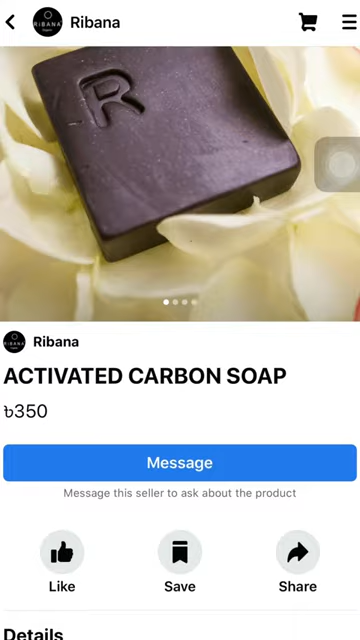 RiBANA
Ribana
R
RiBANA
Ribana
ACTIVATED CARBON SOAP
৳350
Message
Message this seller to ask about the product
Like
Save
Share
Details